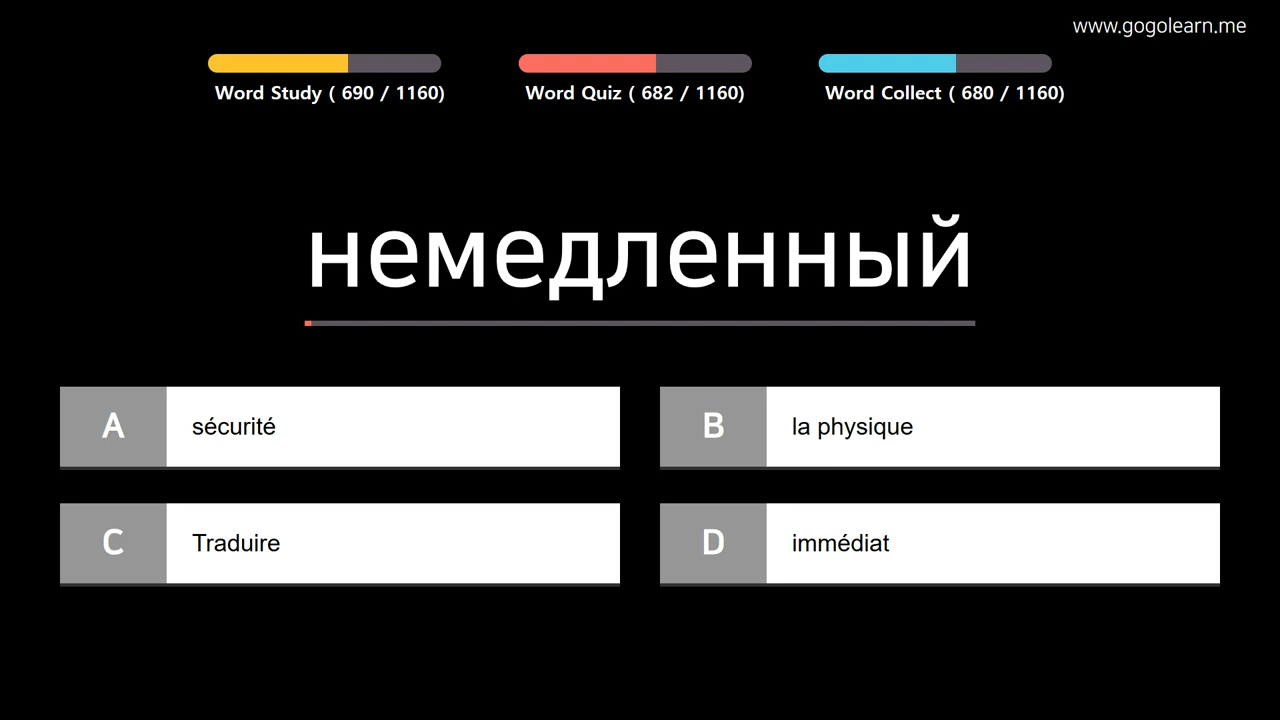 www.gogolearn.me
Word Study ( 690 / 1160)
Word Quiz ( 682 / 1160)
Word Collect ( 680 / 1160)
немедленный
A sécurité
B la physique
C Traduire
D immédiat